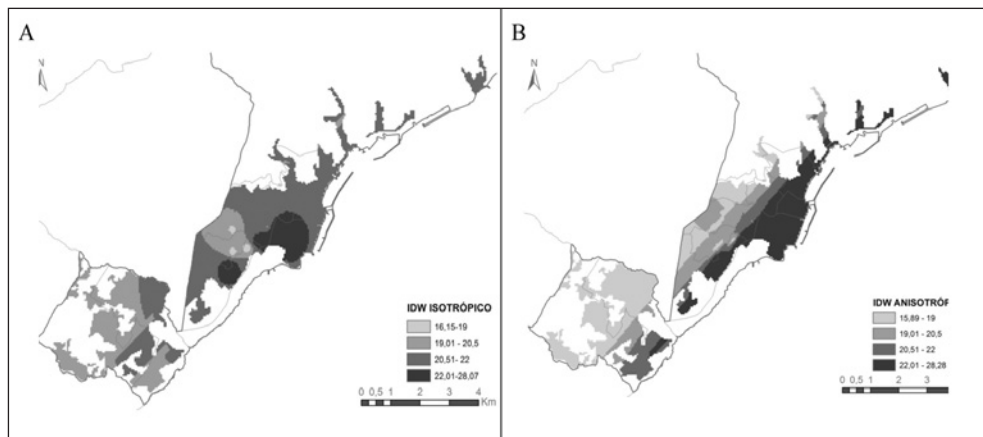 A
N
IDW ISOTRÓPICO
16,15-19
19,01 - 20,5
20,51- 22
22,01-28,07
0 0,5 1 2 3 4
Km
B
N
IDW ANISOTRÓF
15,89 - 19
19,01 - 20,5
20,51 - 22
22,01 - 28,28
0 0,5 1 2 3